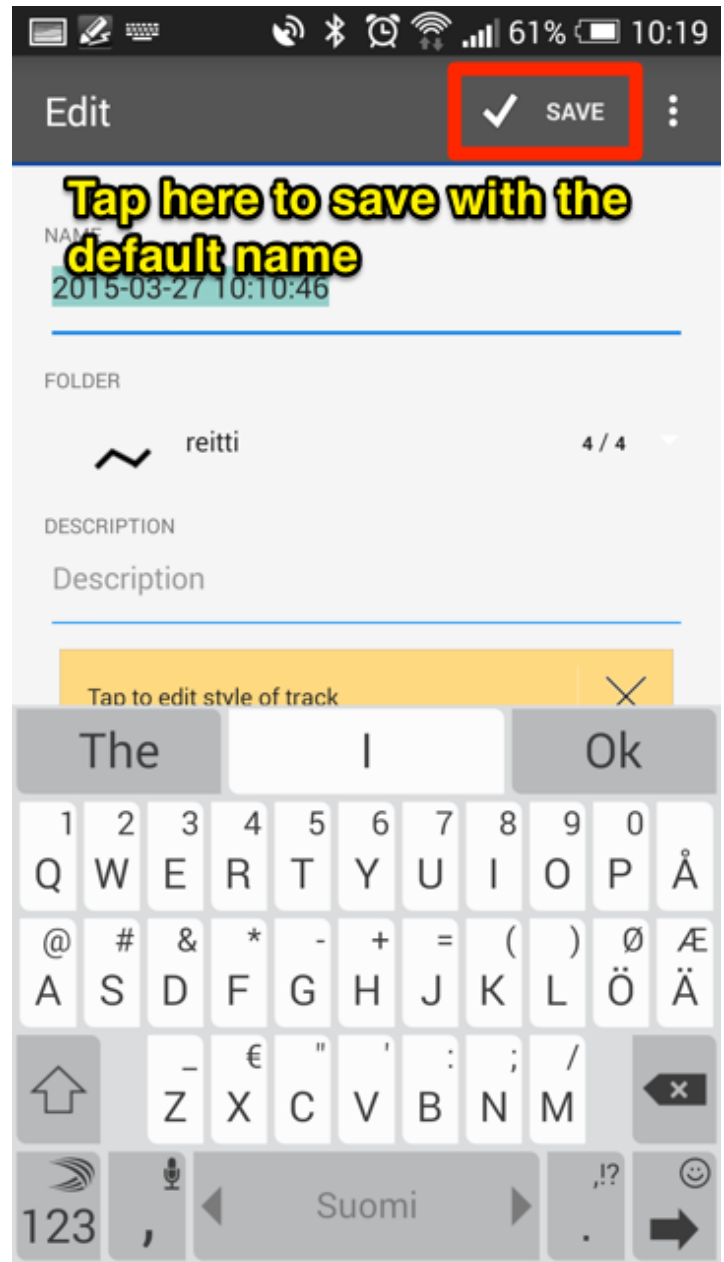 61% 10:19
Edit SAVE
Tap here to save with the
NAME
default name
2015-03-27 10:10:46
FOLDER
reitti 4 / 4
DESCRIPTION
Description
Tap to edit style of track
The I Ok
1 2 3 4 5 6 7 8 9 0
Q W E R T Y U I O P Å
@ # & * - + = ( ) Ø Æ
A S D F G H J K L Ö Ä
_ € " ' : ; /
Z X C V B N M
,!?
123 , Suomi .